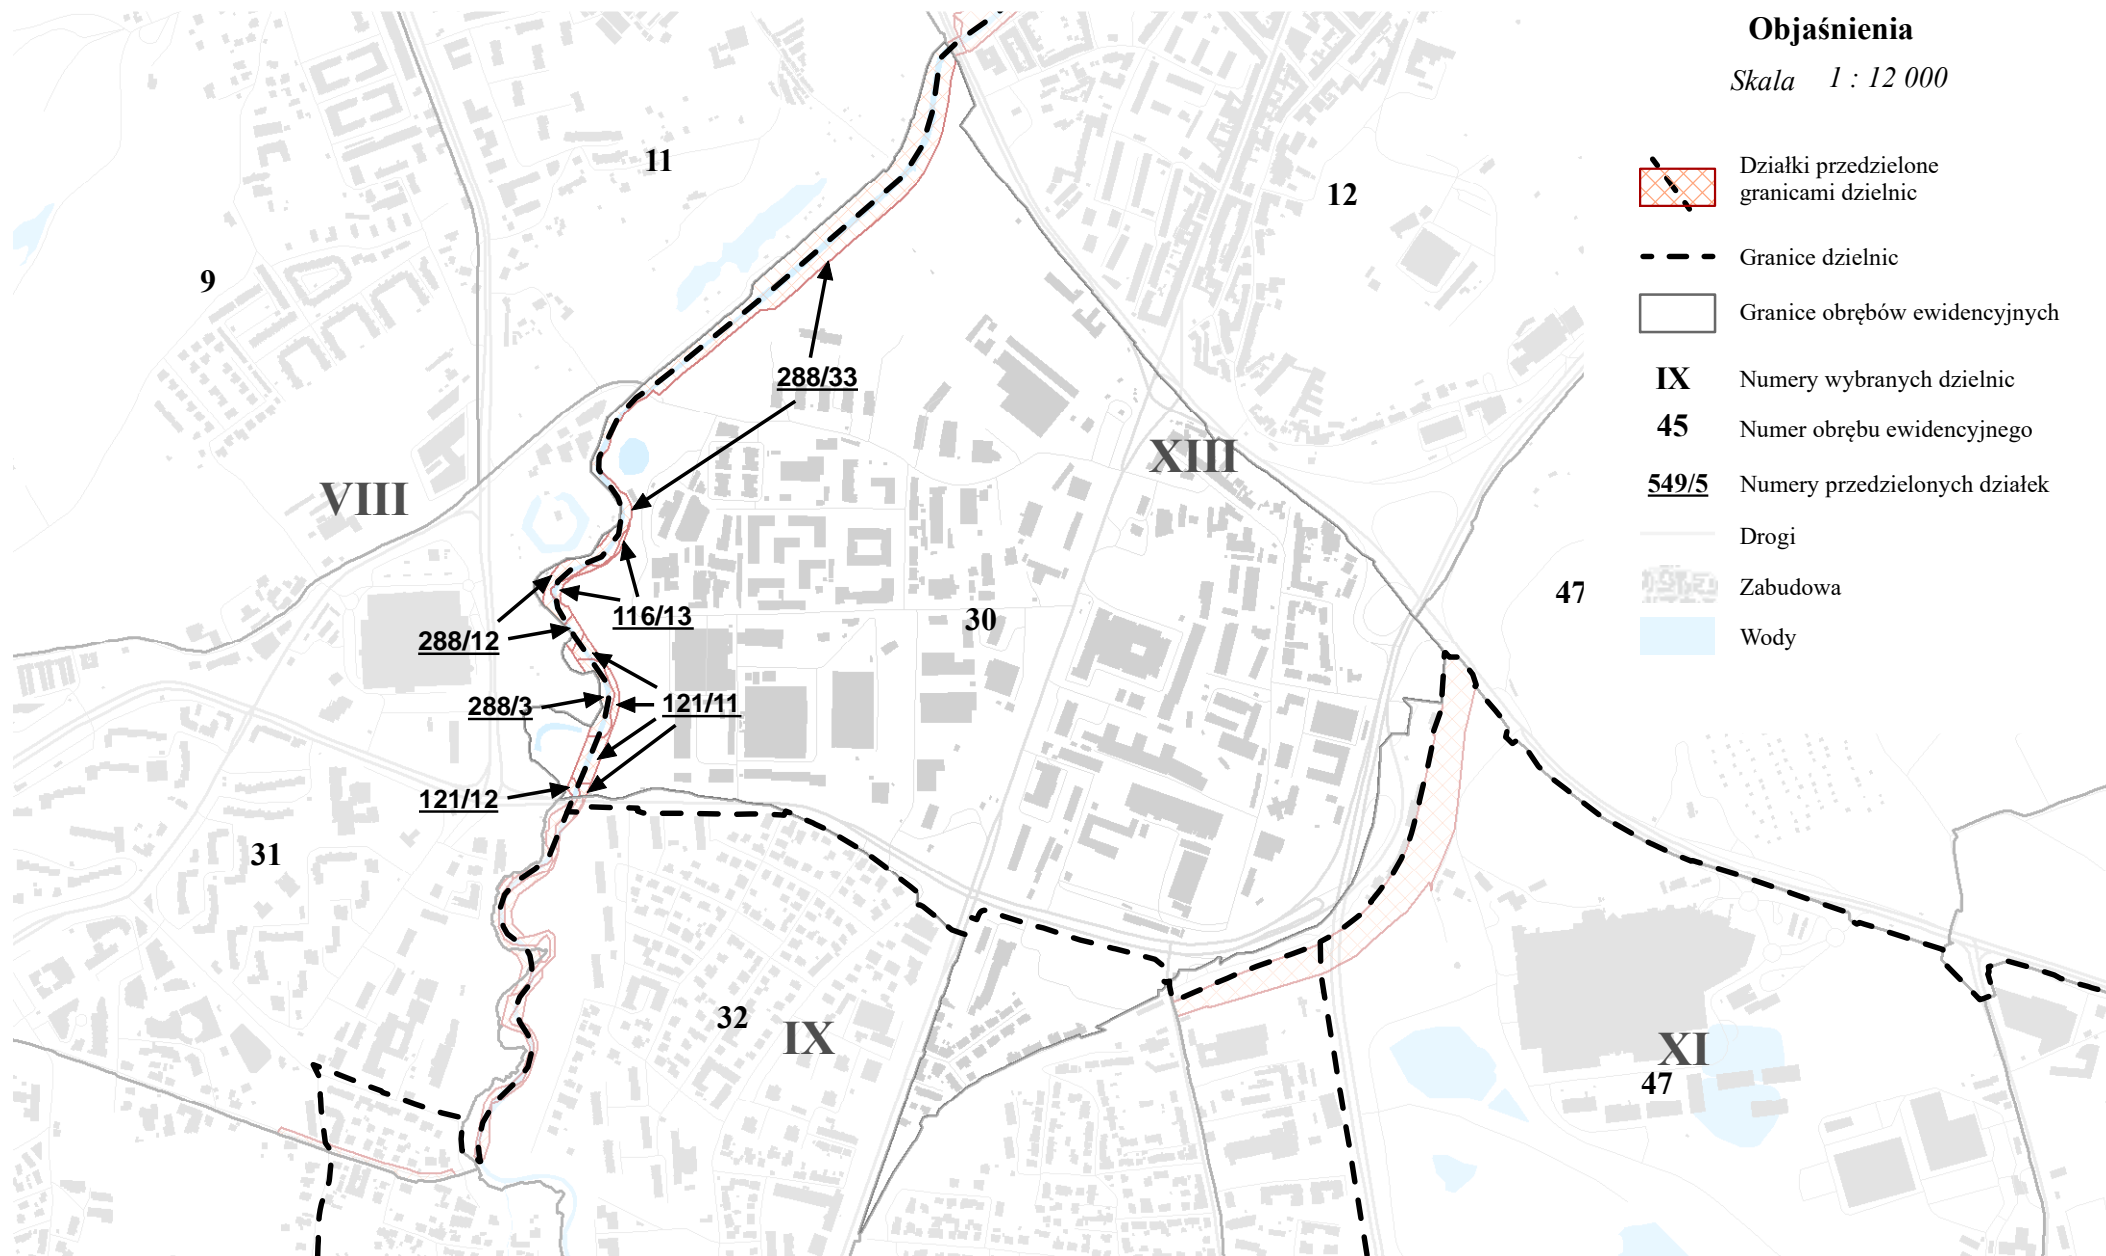 Objaśnienia
Skala 1 : 12 000
Działki przedzielone
granicami dzielnic
Granice dzielnic
Granice obrębów ewidencyjnych
IX Numery wybranych dzielnic
45 Numer obrębu ewidencyjnego
549/5 Numery przedzielonych działek
Drogi
Zabudowa
Wody
11
12
9
288/33
XIII
VIII
47
116/13
30
288/12
288/3
121/11
121/12
31
32
IX
XI
47